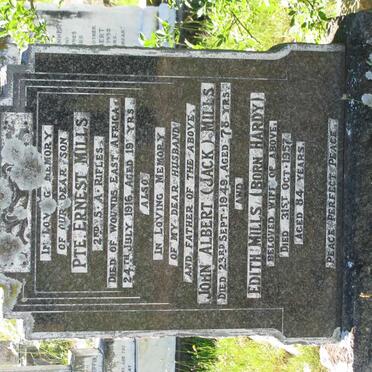 IN LOVING MEMORY
OF OUR DEAR SON
PTE ERNEST MILLS
2ND S.A. RIFLES.
DIED OF WOUNDS EAST AFRICA
24TH JULY 1916, AGED 19 YRS.
ALSO
IN LOVING MEMORY
OF MY DEAR HUSBAND
AND FATHER OF THE ABOVE
JOHN ALBERT (JACK) MILLS
DIED 23RD SEPT. 1949, AGED 78 YRS.
AND
EDITH MILLS (BORN HARDY)
BELOVED WIFE OF ABOVE
DIED 31ST OCT. 1957
AGED 84 YEARS.
PEACE PERFECT PEACE.